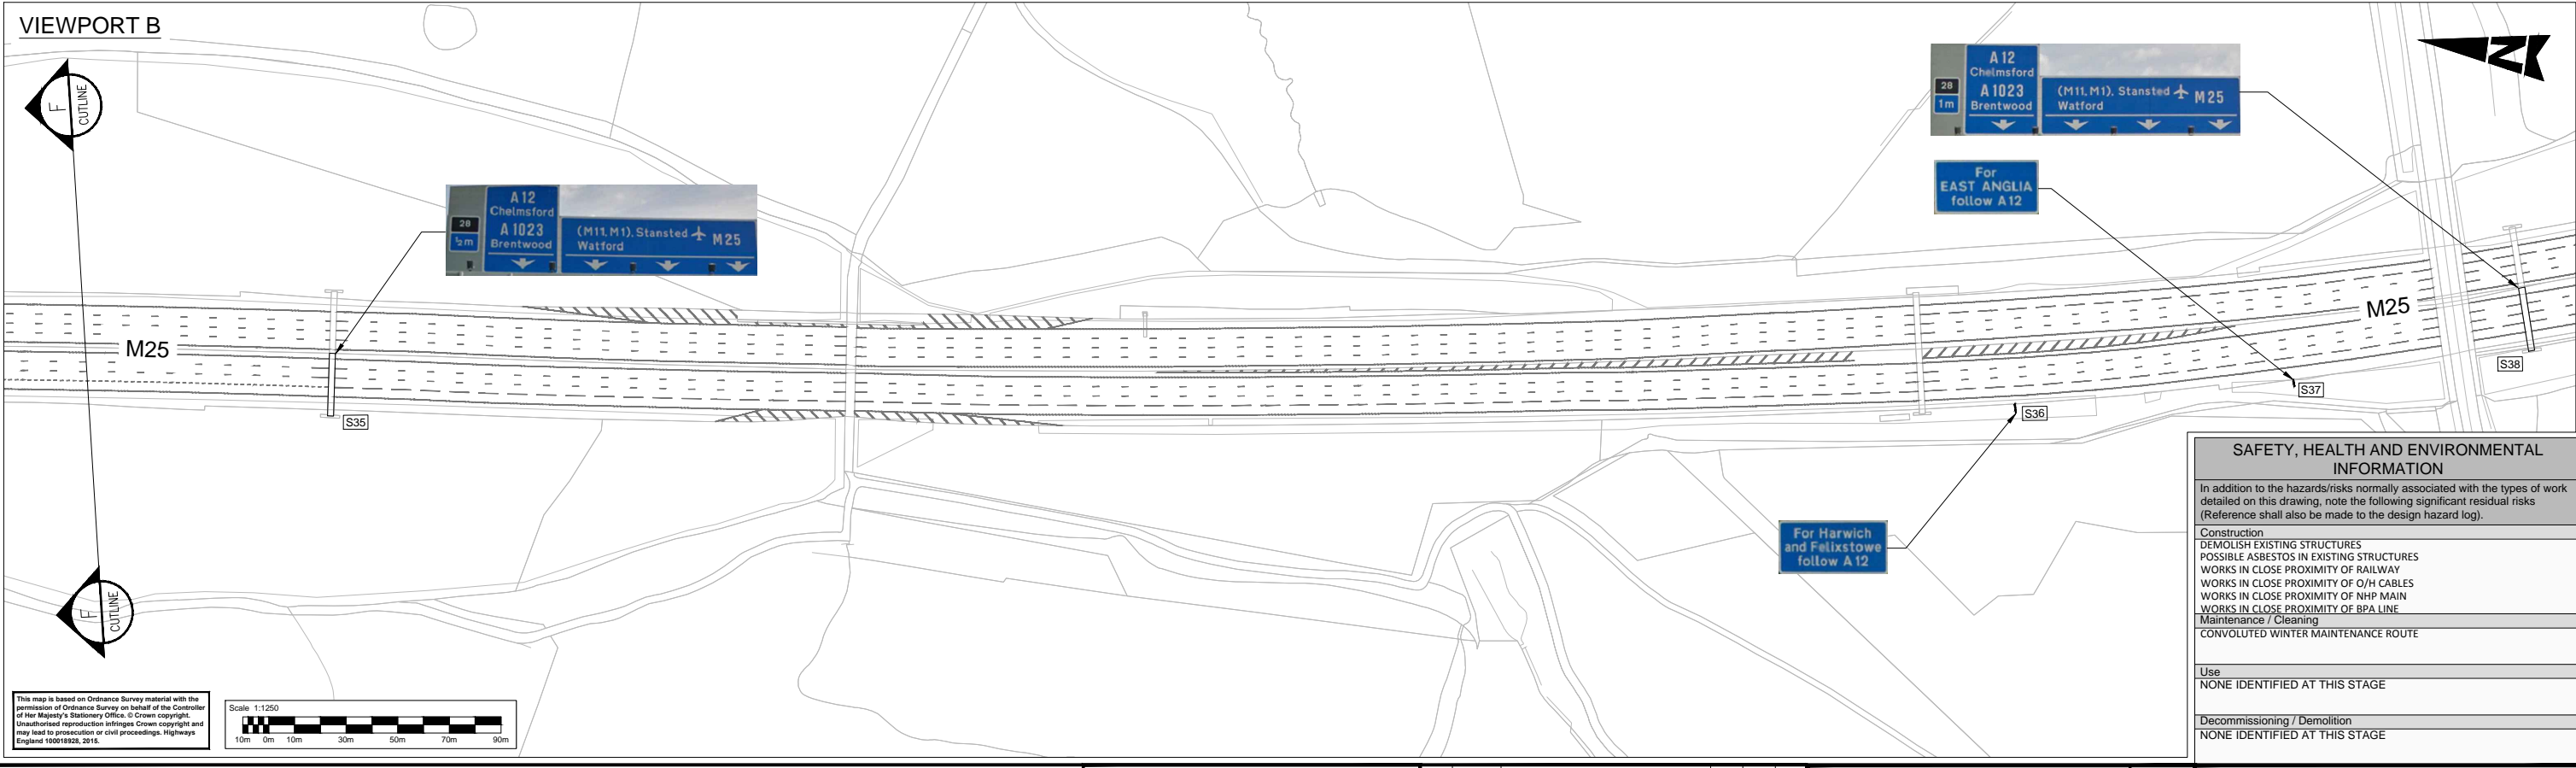 VIEWPORT B
F
CUTLINE
28
½m
A12
Chelmsford
A1023
Brentwood
(M11, M1), Stansted
Watford
M25
28
1m
A12
Chelmsford
A1023
Brentwood
(M11, M1), Stansted
Watford
M25
N
For
EAST ANGLIA
follow A12
M25
M25
S35
S36
S37
S38
For Harwich
and Felixstowe
follow A12
F
CUTLINE
This map is based on Ordnance Survey material with the
permission of Ordnance Survey on behalf of the Controller
of Her Majesty's Stationery Office. © Crown copyright.
Unauthorised reproduction infringes Crown copyright and
may lead to prosecution or civil proceedings. Highways
England 100018928, 2015.
Scale 1:1250
10m 0m 10m 30m 50m 70m 90m
SAFETY, HEALTH AND ENVIRONMENTAL
INFORMATION
In addition to the hazards/risks normally associated with the types of work
detailed on this drawing, note the following significant residual risks
(Reference shall also be made to the design hazard log).
Construction
DEMOLISH EXISTING STRUCTURES
POSSIBLE ASBESTOS IN EXISTING STRUCTURES
WORKS IN CLOSE PROXIMITY OF RAILWAY
WORKS IN CLOSE PROXIMITY OF O/H CABLES
WORKS IN CLOSE PROXIMITY OF NHP MAIN
WORKS IN CLOSE PROXIMITY OF BPA LINE
Maintenance / Cleaning
CONVOLUTED WINTER MAINTENANCE ROUTE
Use
NONE IDENTIFIED AT THIS STAGE
Decommissioning / Demolition
NONE IDENTIFIED AT THIS STAGE